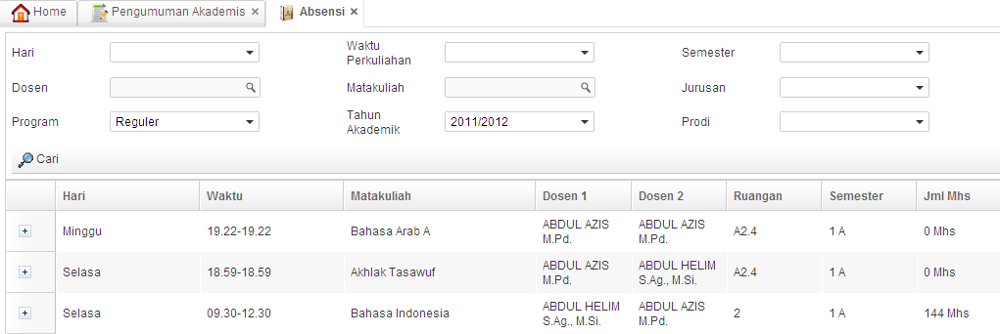 Home Pengumuman Akademis Absensi
Hari Waktu Perkuliahan Semester
Dosen Matakuliah Jurusan
Program Reguler Tahun Akademik 2011/2012 Prodi
Cari
Hari Waktu Matakuliah Dosen 1 Dosen 2 Ruangan Semester Jml Mhs
Minggu 19.22-19.22 Bahasa Arab A ABDUL AZIS M.Pd. ABDUL AZIS M.Pd. A2.4 1 A 0 Mhs
Selasa 18.59-18.59 Akhlak Tasawuf ABDUL AZIS M.Pd. ABDUL HELIM S.Ag., M.Si. A2.4 1 A 0 Mhs
Selasa 09.30-12.30 Bahasa Indonesia ABDUL HELIM S.Ag., M.Si. ABDUL AZIS M.Pd. 2 1 A 144 Mhs